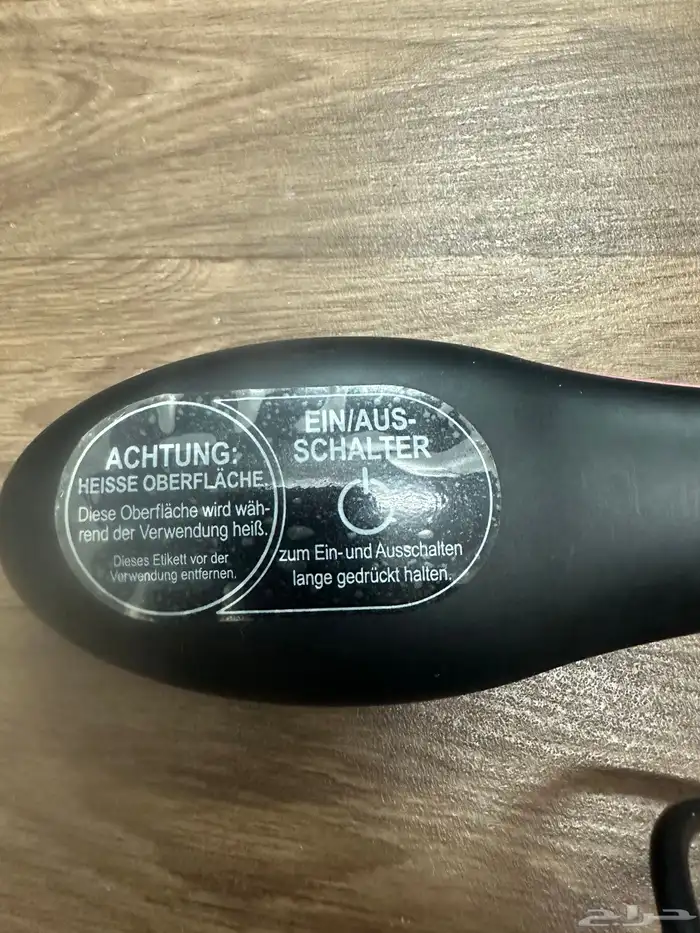 ACHTUNG:
HEISSE OBERFLÄCHE
Diese Oberfläche wird wäh-
rend der Verwendung heiß.
Dieses Etikett vor der
Verwendung entfernen.
EIN/AUS-
SCHALTER
zum Ein- und Ausschalten
lange gedrückt halten.
حراج